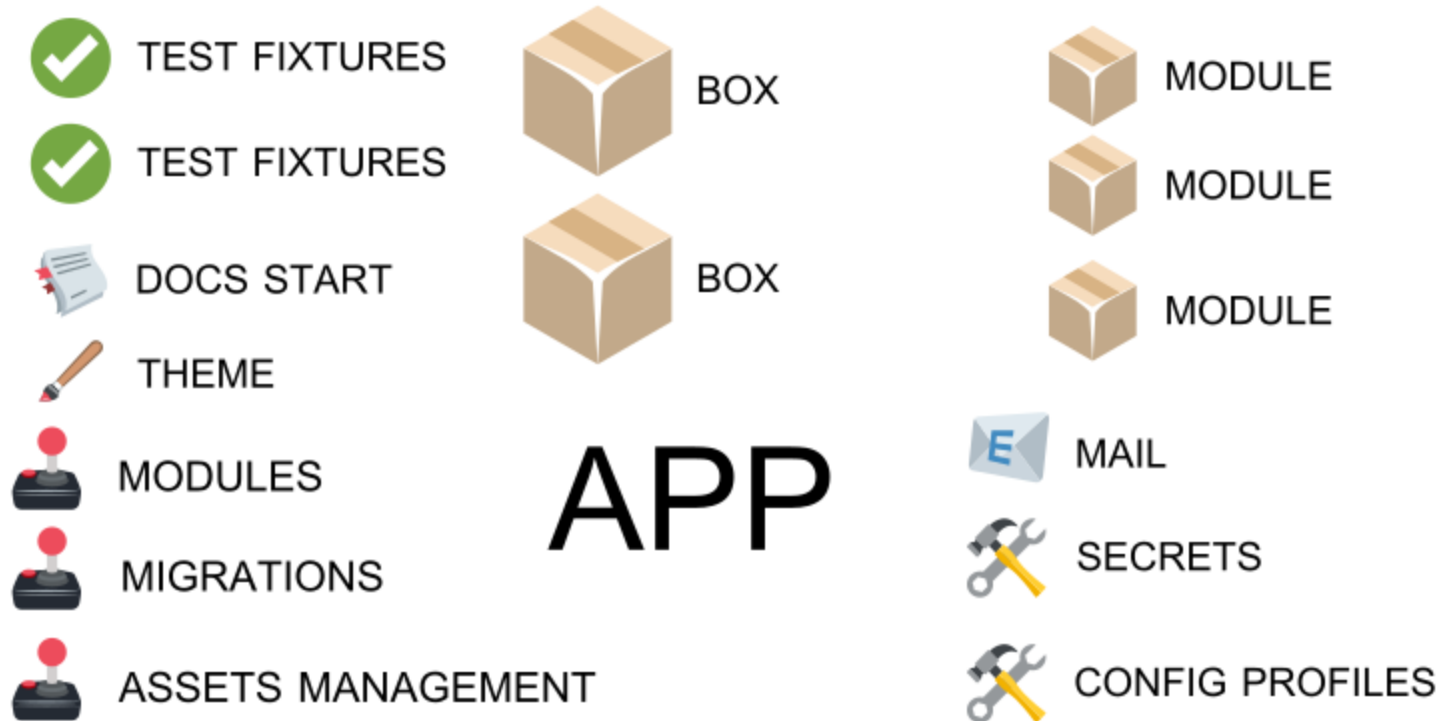 TEST FIXTURES
TEST FIXTURES
DOCS START
THEME
MODULES
MIGRATIONS
ASSETS MANAGEMENT
BOX
BOX
APP
MODULE
MODULE
MODULE
E
MAIL
SECRETS
CONFIG PROFILES